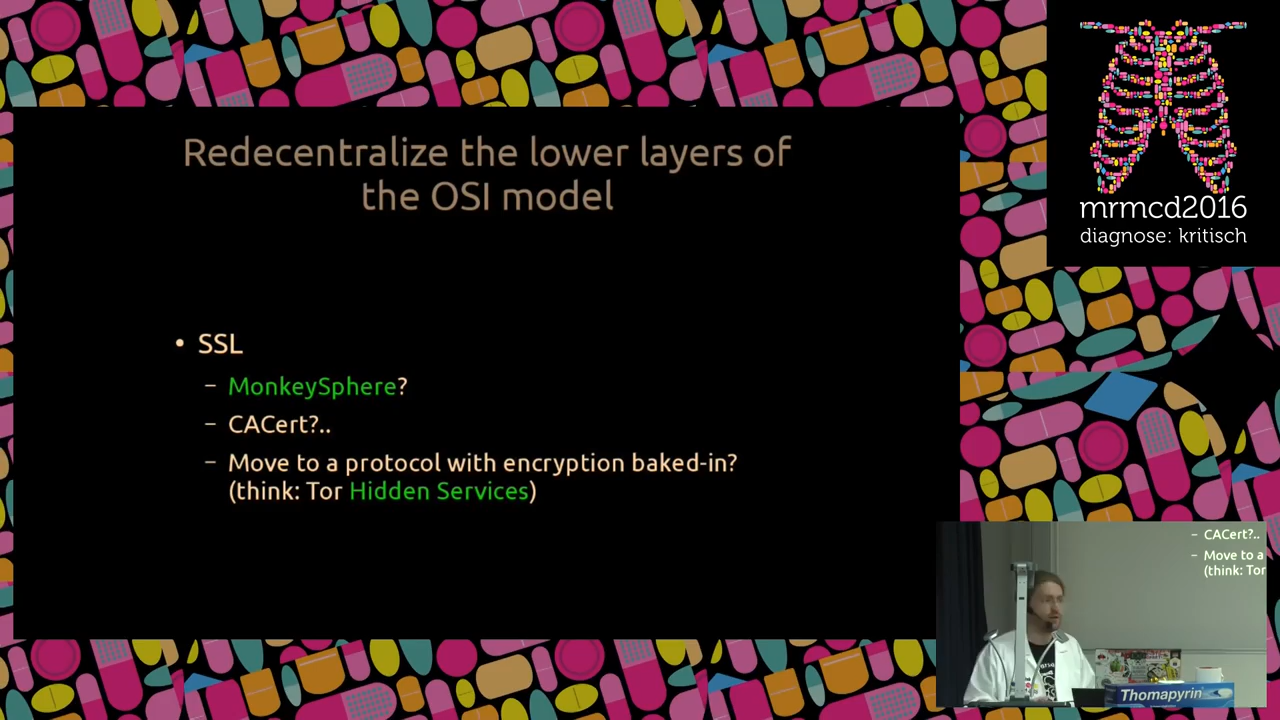 Redecentralize the lower layers of
the OSI model
• SSL
– MonkeySphere?
– CACert?..
– Move to a protocol with encryption baked-in?
(think: Tor Hidden Services)
mrmcd2016
diagnose: kritisch
– CACert?..
– Move to a
(think: Tor
Thomapyrin